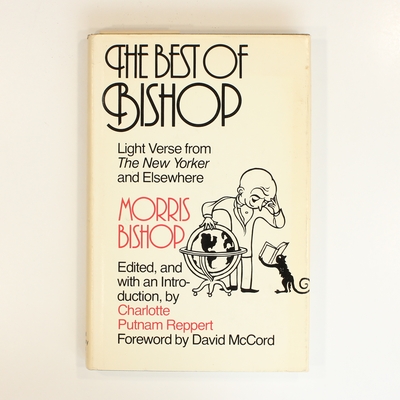 THE BEST OF
BISHOP
Light Verse from
The New Yorker
and Elsewhere
MORRIS
BISHOP
Edited, and
with an Intro-
duction, by
Charlotte
Putnam Reppert
Foreword by David McCord